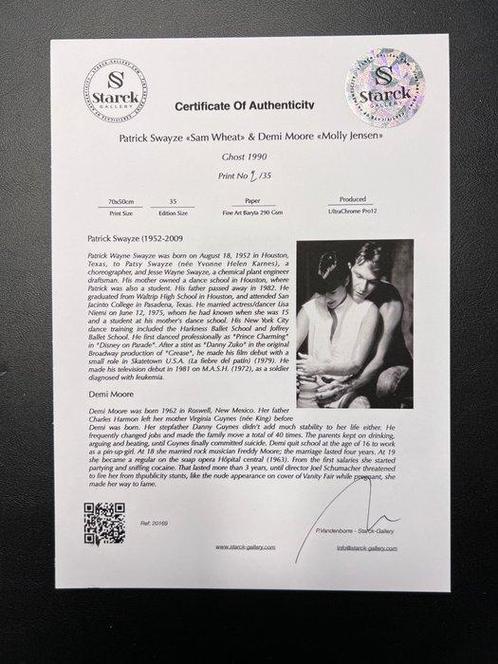 Starck
GALLERY
Starck
GALLERY
Certificate Of Authenticity
Patrick Swayze «Sam Wheat» & Demi Moore «Molly Jensen»
Ghost 1990
Print No 1/35
70x50cm 35 Paper Produced
Print Size Edition Size Fine Art Baryta 290 Gsm UltraChrome Pro12
Patrick Swayze (1952-2009
Patrick Wayne Swayze was born on August 18, 1952 in Houston,
Texas, to Patsy Swayze (née Yvonne Helen Karnes), a
choreographer, and Jesse Wayne Swayze, a chemical plant engineer
draftsman. His mother owned a dance school in Houston, where
Patrick was also a student. His father passed away in 1982. He
graduated from Waltrip High School in Houston, and attended San
Jacinto College in Pasadena, Texas. He married actress/dancer Lisa
Niemi on June 12, 1975, whom he had known when she was 15
and a student at his mother's dance school. His New York City
dance training included the Harkness Ballet School and Joffrey
Ballet School. He first danced professionally as "Prince Charming"
in "Disney on Parade". After a stint as "Danny Zuko" in the original
Broadway production of "Grease", he made his film debut with a
small role in Skatetown U.S.A. (La fiebre del patín) (1979). He
made his television debut in 1981 on M.A.S.H. (1972), as a soldier
diagnosed with leukemia.
Demi Moore
Demi Moore was born 1962 in Roswell, New Mexico. Her father
Charles Harmon left her mother Virginia Guynes (née King) before
Demi was born. Her stepfather Danny Guynes didn't add much stability to her life either. He
frequently changed jobs and made the family move a total of 40 times. The parents kept on drinking,
arguing and beating, until Guynes finally committed suicide. Demi quit school at the age of 16 to work
as a pin-up-girl. At 18 she married rock musician Freddy Moore; the marriage lasted four years. At 19
she became a regular on the soap opera Hôpital central (1963). From the first salaries she started
partying and sniffing cocaine. That lasted more than 3 years, until director Joel Schumacher threatened
to fire her from thpublicity stunts, like the nude appearance on cover of Vanity Fair while pregnant, she
made her way to fame.
Ref: 20169
P.Vandenborre - Starck-Gallery
www.starck-gallery.com
info@starck-gallery.com